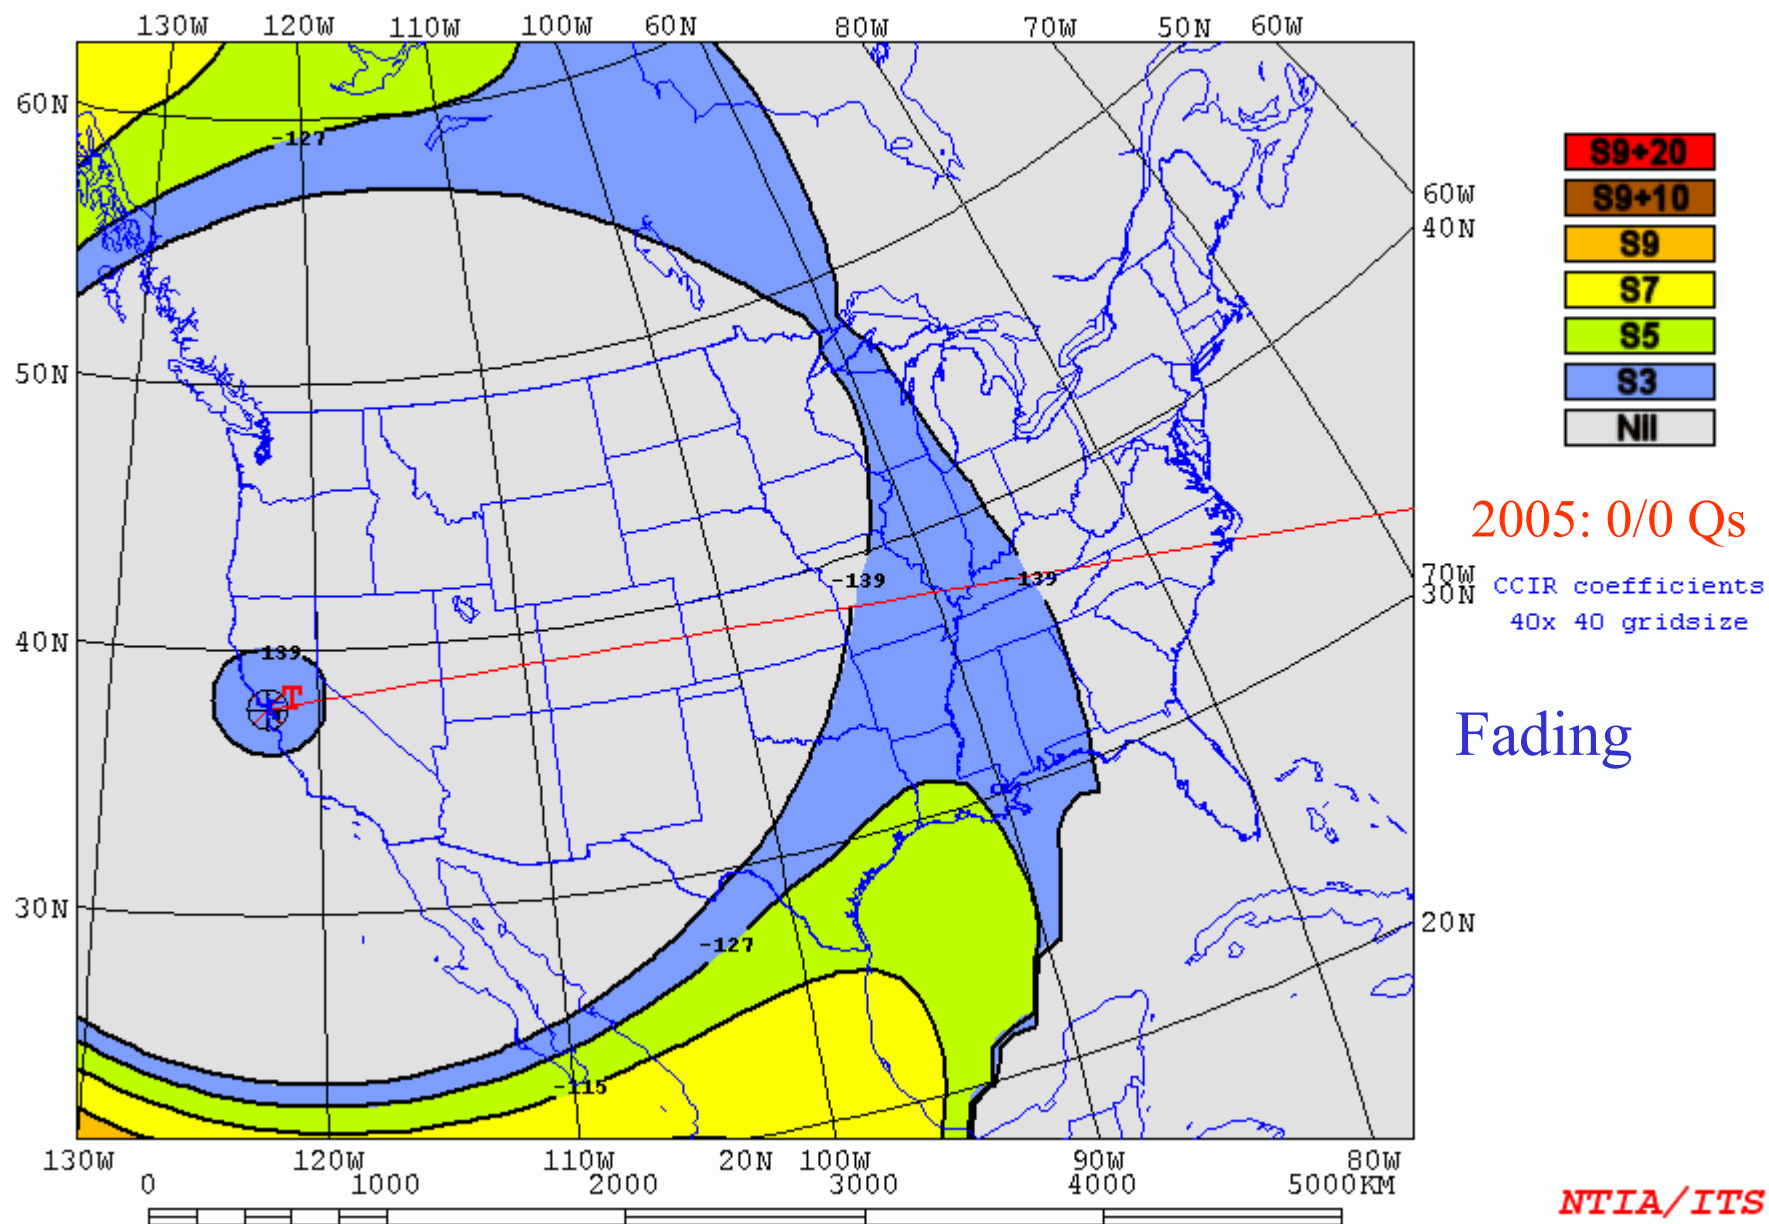 130W 120W 110W 100W 60N 80W 70W 50N 60W
60N
-127
S9+20
S9+10
S9
S7
S5
S3
Nil
60W
40N
50N
2005: 0/0 Qs
-139
-139
70W
30N
CCIR coefficients
40x 40 gridsize
40N
139
T
Fading
30N
20N
-127
-115
130W 120W 110W 20N 100W 90W 80W
0 1000 2000 3000 4000 5000KM
NTIA/ITS